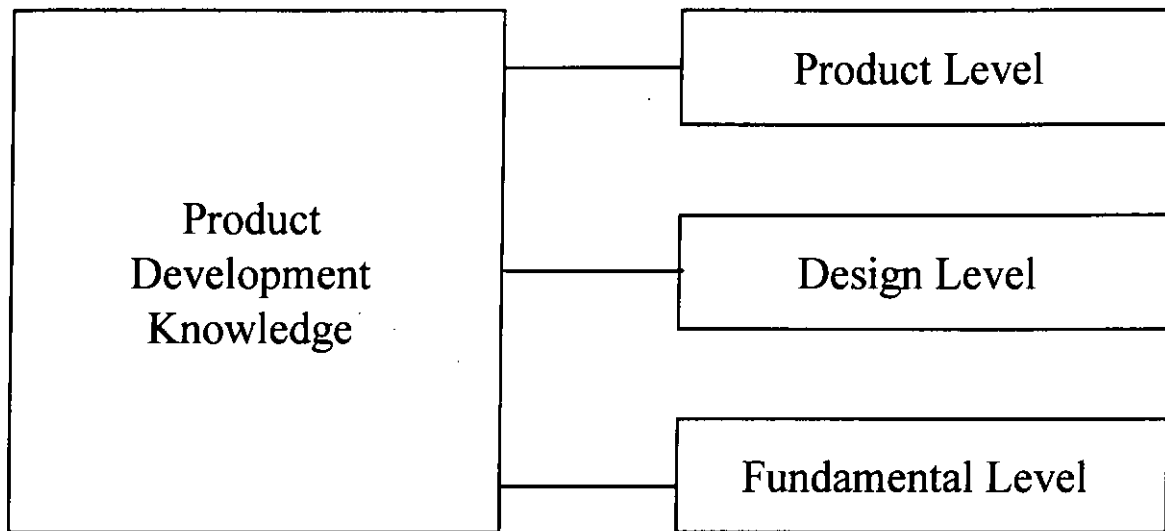 Product
Development
Knowledge
Product Level
Design Level
Fundamental Level